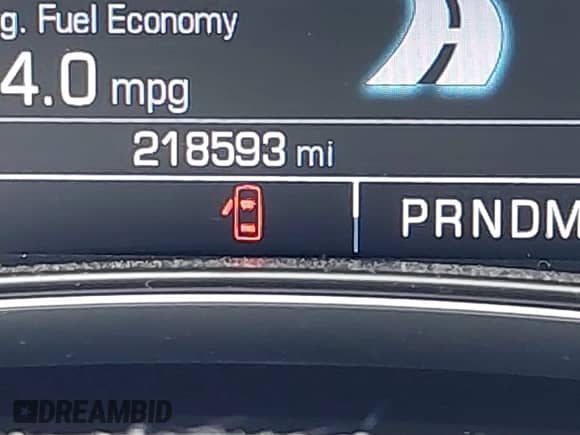 g. Fuel Economy
4.0 mpg
218593 mi
PRNDM
DREAMBID